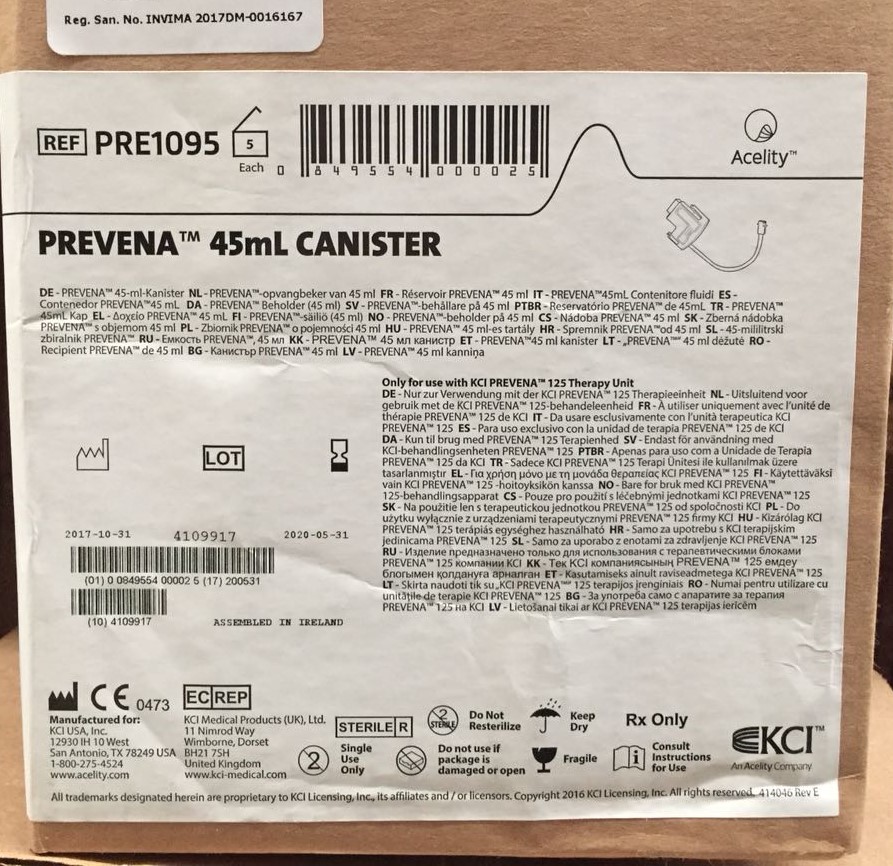 Reg. San. No. INVIMA 2017DM-0016167
REF PRE1095
5
Each
0 849554 000025
Acelity™
PREVENA™ 45mL CANISTER
DE - PREVENA™ 45-ml-Kanister NL - PREVENA™-opvangbeker van 45 ml FR - Réservoir PREVENA™ 45 ml IT - PREVENA™45mL Contenitore fluidi ES -
Contenedor PREVENA™45 mL DA - PREVENA™ Beholder (45 ml) SV - PREVENA™-behållare på 45 ml PTBR - Reservatório PREVENA™ de 45mL TR - PREVENA™
45mL Kap EL - Δοχείο PREVENA™ 45 mL FI - PREVENA™-säiliö (45 ml) NO - PREVENA™-beholder på 45 ml CS - Nádoba PREVENA™ 45 ml SK - Zberná nádobka
PREVENA™ s objemom 45 ml PL - Zbiornik PREVENA™ o pojemności 45 ml HU - PREVENA™ 45 ml-es tartály HR - Spremnik PREVENA™od 45 ml SL - 45-mililitrski
zbiralnik PREVENA™ RU - Емкость PREVENA™, 45 мл KK - PREVENA™ 45 мл канистр ET - PREVENA™45 ml kanister LT - „PREVENA™“ 45 ml dėžutė RO -
Recipient PREVENA™ de 45 ml BG - Канистър PREVENA™ 45 ml LV - PREVENA™ 45 ml kanniņa
Only for use with KCI PREVENA™ 125 Therapy Unit
DE - Nur zur Verwendung mit der KCI PREVENA™ 125 Therapieeinheit NL - Uitsluitend voor
gebruik met de KCI PREVENA™ 125-behandeleenheid FR - À utiliser uniquement avec l'unité de
thérapie PREVENA™ 125 de KCI IT - Da usare esclusivamente con l'unità terapeutica KCI
PREVENA™ 125 ES - Para uso exclusivo con la unidad de terapia PREVENA™ 125 de KCI
DA - Kun til brug med PREVENA™ 125 Terapienhed SV - Endast för användning med
KCI-behandlingsenheten PREVENA™ 125 PTBR - Apenas para uso com a Unidade de Terapia
PREVENA™ 125 da KCI TR - Sadece KCI PREVENA™ 125 Terapi Ünitesi ile kullanılmak üzere
tasarlanmıştır EL - Για χρήση μόνο με τη μονάδα θεραπείας KCI PREVENA™ 125 FI - Käytettäväksi
vain KCI PREVENA™ 125 -hoitoyksikön kanssa NO - Bare for bruk med KCI PREVENA™
125-behandlingsapparat CS - Pouze pro použití s léčebnými jednotkami KCI PREVENA™ 125
SK - Na použitie len s terapeutickou jednotkou PREVENA™ 125 od spoločnosti KCI PL - Do
użytku wyłącznie z urządzeniami terapeutycznymi PREVENA™ 125 firmy KCI HU - Kizárólag KCI
PREVENA™ 125 terápiás egységhez használható HR - Samo za upotrebu s KCI terapijskim
jedinicama PREVENA™ 125 SL - Samo za uporabo z enotami za zdravljenje KCI PREVENA™ 125
RU - Изделие предназначено только для использования с терапевтическими блоками
PREVENA™ 125 компании KCI KK - Тек KCI компаниясының PREVENA™ 125 емдеу
блогымен қолдануға арналған ET - Kasutamiseks ainult raviseadmetega KCI PREVENA™ 125
LT - Skirta naudoti tik su „KCI PREVENA™“ 125 terapijos įrenginiais RO - Numai pentru utilizare cu
unitățile de terapie KCI PREVENA™ 125 BG - За употреба само с апаратите за терапия
PREVENA™ 125 на KCI LV - Lietošanai tikai ar KCI PREVENA™ 125 terapijas ierīcēm
LOT
2017-10-31 4109917 2020-05-31
(01) 0 0849554 00002 5 (17) 200531
(10) 4109917
ASSEMBLED IN IRELAND
CE 0473
Manufactured for:
KCI USA, Inc.
12930 IH 10 West
San Antonio, TX 78249 USA
1-800-275-4524
www.acelity.com
EC REP
KCI Medical Products (UK), Ltd.
11 Nimrod Way
Wimborne, Dorset
BH21 7SH
United Kingdom
www.kci-medical.com
STERILE R
2
Single
Use
Only
2
STERILE
Do Not
Resterilize
Do not use if
package is
damaged or open
Keep
Dry
Fragile
Rx Only
i
Consult
Instructions
for Use
KCI™
An Acelity Company
All trademarks designated herein are proprietary to KCI Licensing, Inc., its affiliates and / or licensors. Copyright 2016 KCI Licensing, Inc. All rights reserved. 414046 Rev E